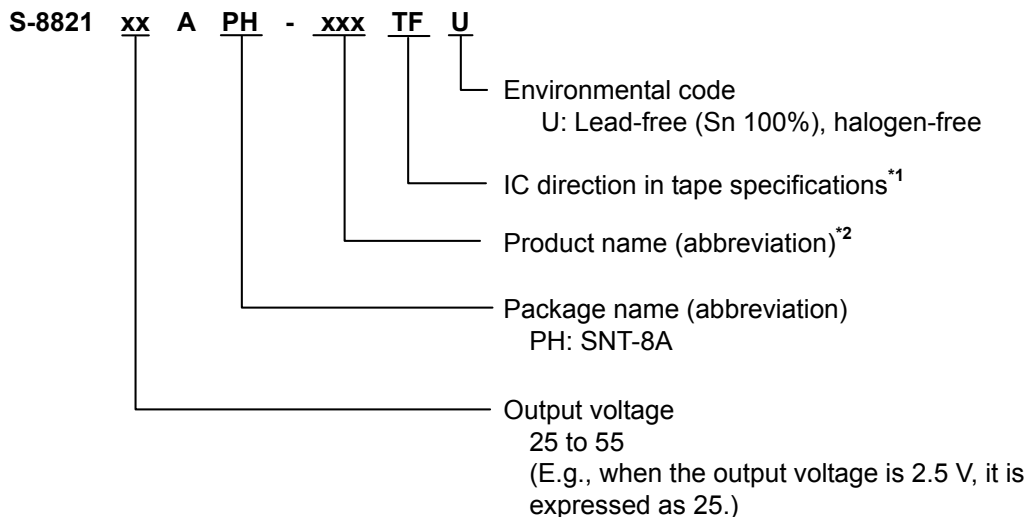 S-8821 xx A PH - xxx TF U
Environmental code
U: Lead-free (Sn 100%), halogen-free
IC direction in tape specifications*1
Product name (abbreviation)*2
Package name (abbreviation)
PH: SNT-8A
Output voltage
25 to 55
(E.g., when the output voltage is 2.5 V, it is
expressed as 25.)